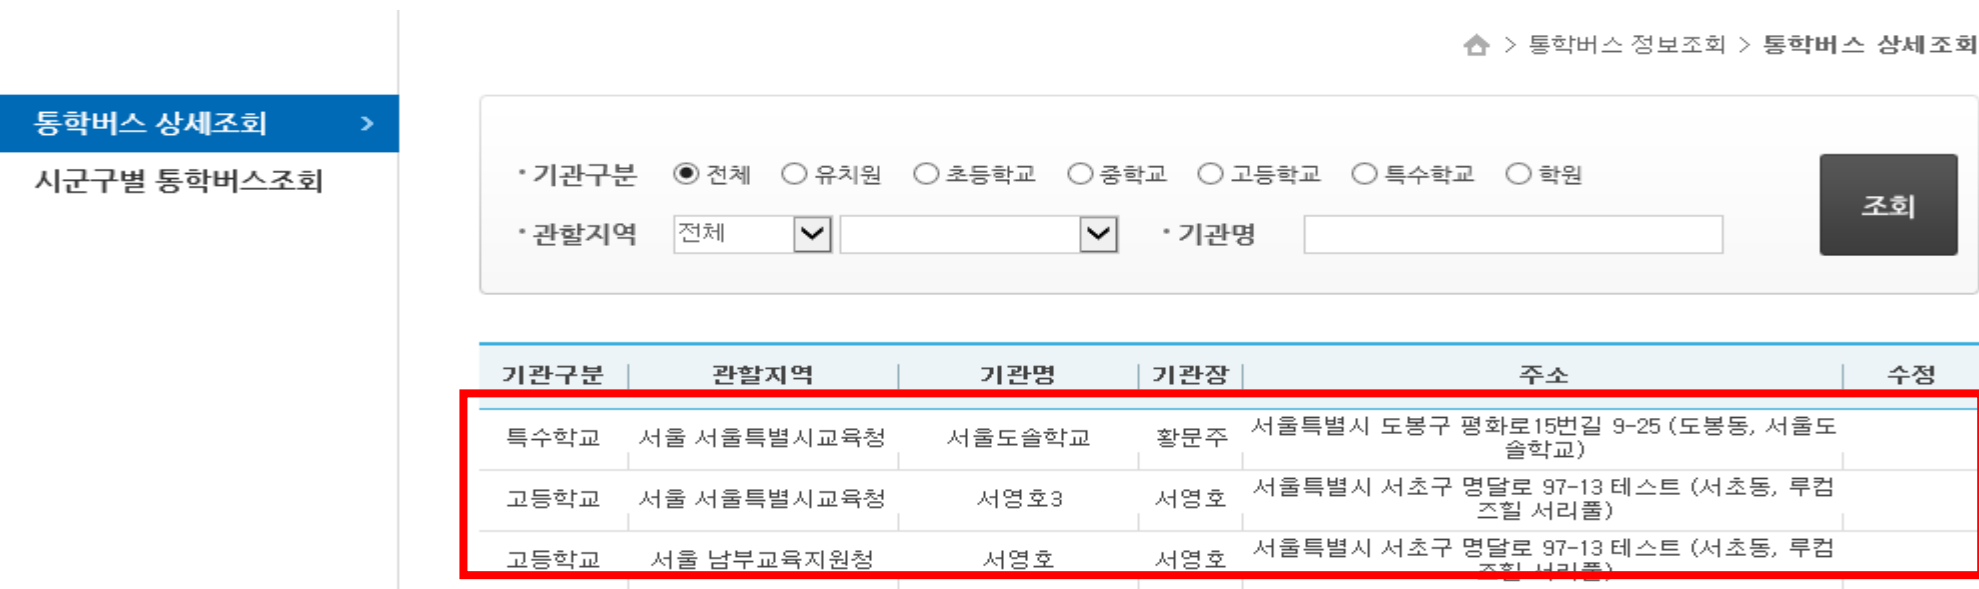 > 통학버스 정보조회 > 통학버스 상세조회
통학버스 상세조회 >
시군구별 통학버스조회
· 기관구분 전체 유치원 초등학교 중학교 고등학교 특수학교 학원
· 관할지역 전체 · 기관명
조회
기관구분 관할지역 기관명 기관장 주소 수정
특수학교 서울 서울특별시교육청 서울도솔학교 황문주 서울특별시 도봉구 평화로15번길 9-25 (도봉동, 서울도
솔학교)
고등학교 서울 서울특별시교육청 서영호3 서영호 서울특별시 서초구 명달로 97-13 테스트 (서초동, 루컴
즈힐 서리풀)
고등학교 서울 남부교육지원청 서영호 서영호 서울특별시 서초구 명달로 97-13 테스트 (서초동, 루컴
즈힐 서리풀)